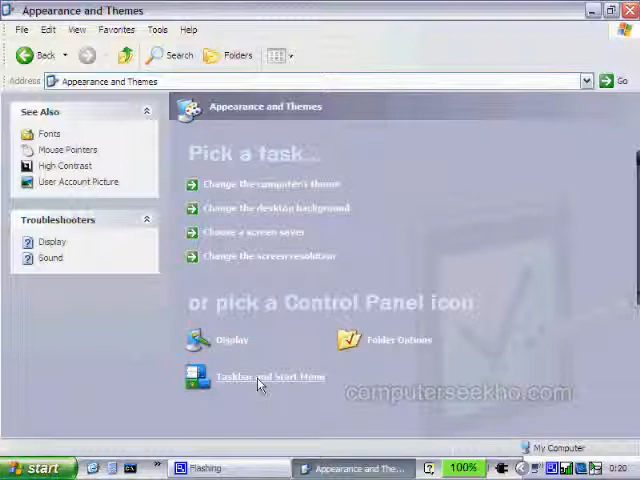 Appearance and Themes
File Edit View Favorites Tools Help
Back Search Folders
Address Appearance and Themes Go
See Also
Fonts
Mouse Pointers
High Contrast
User Account Picture
Troubleshooters
Display
Sound
Appearance and Themes
Pick a task...
Change the computer's theme
Change the desktop background
Choose a screen saver
Change the screen resolution
or pick a Control Panel icon
Display Folder Options
Taskbar and Start Menu
computerseekho.com
My Computer
start Flashing Appearance and The... 100% 0:20